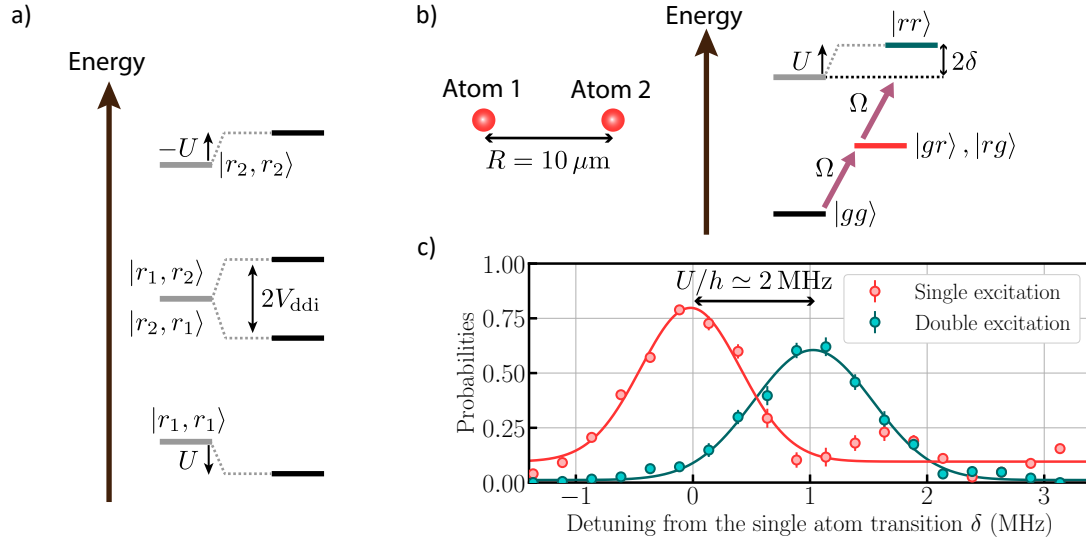 a)
Energy
−U
|r₂, r₂⟩
|r₁, r₂⟩
|r₂, r₁⟩
2V_ddi
|r₁, r₁⟩
U
b)
Atom 1
Atom 2
R = 10 μm
Energy
|rr⟩
U
2δ
Ω
|gr⟩ , |rg⟩
Ω
|gg⟩
c)
U/h ≃ 2 MHz
Single excitation
Double excitation
Probabilities
1.00
0.75
0.50
0.25
0.00
−1
0
1
2
3
Detuning from the single atom transition δ (MHz)